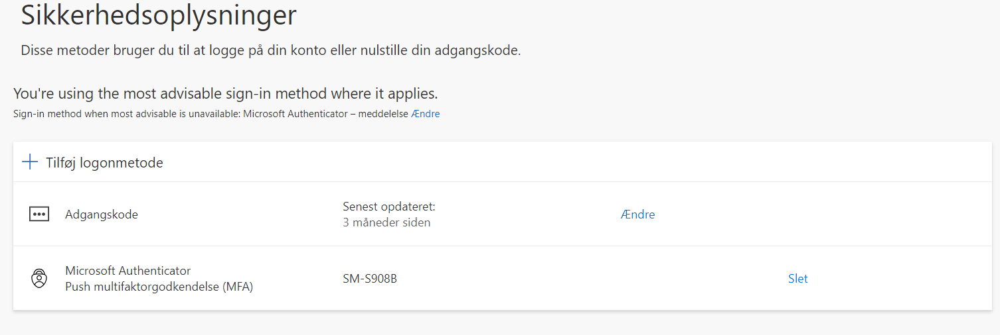 Sikkerhedsoplysninger
Disse metoder bruger du til at logge på din konto eller nulstille din adgangskode.
You're using the most advisable sign-in method where it applies.
Sign-in method when most advisable is unavailable: Microsoft Authenticator – meddelelse Ændre
Tilføj logonmetode
Adgangskode
Senest opdateret:
3 måneder siden
Ændre
Microsoft Authenticator
Push multifaktorgodkendelse (MFA)
SM-S908B
Slet